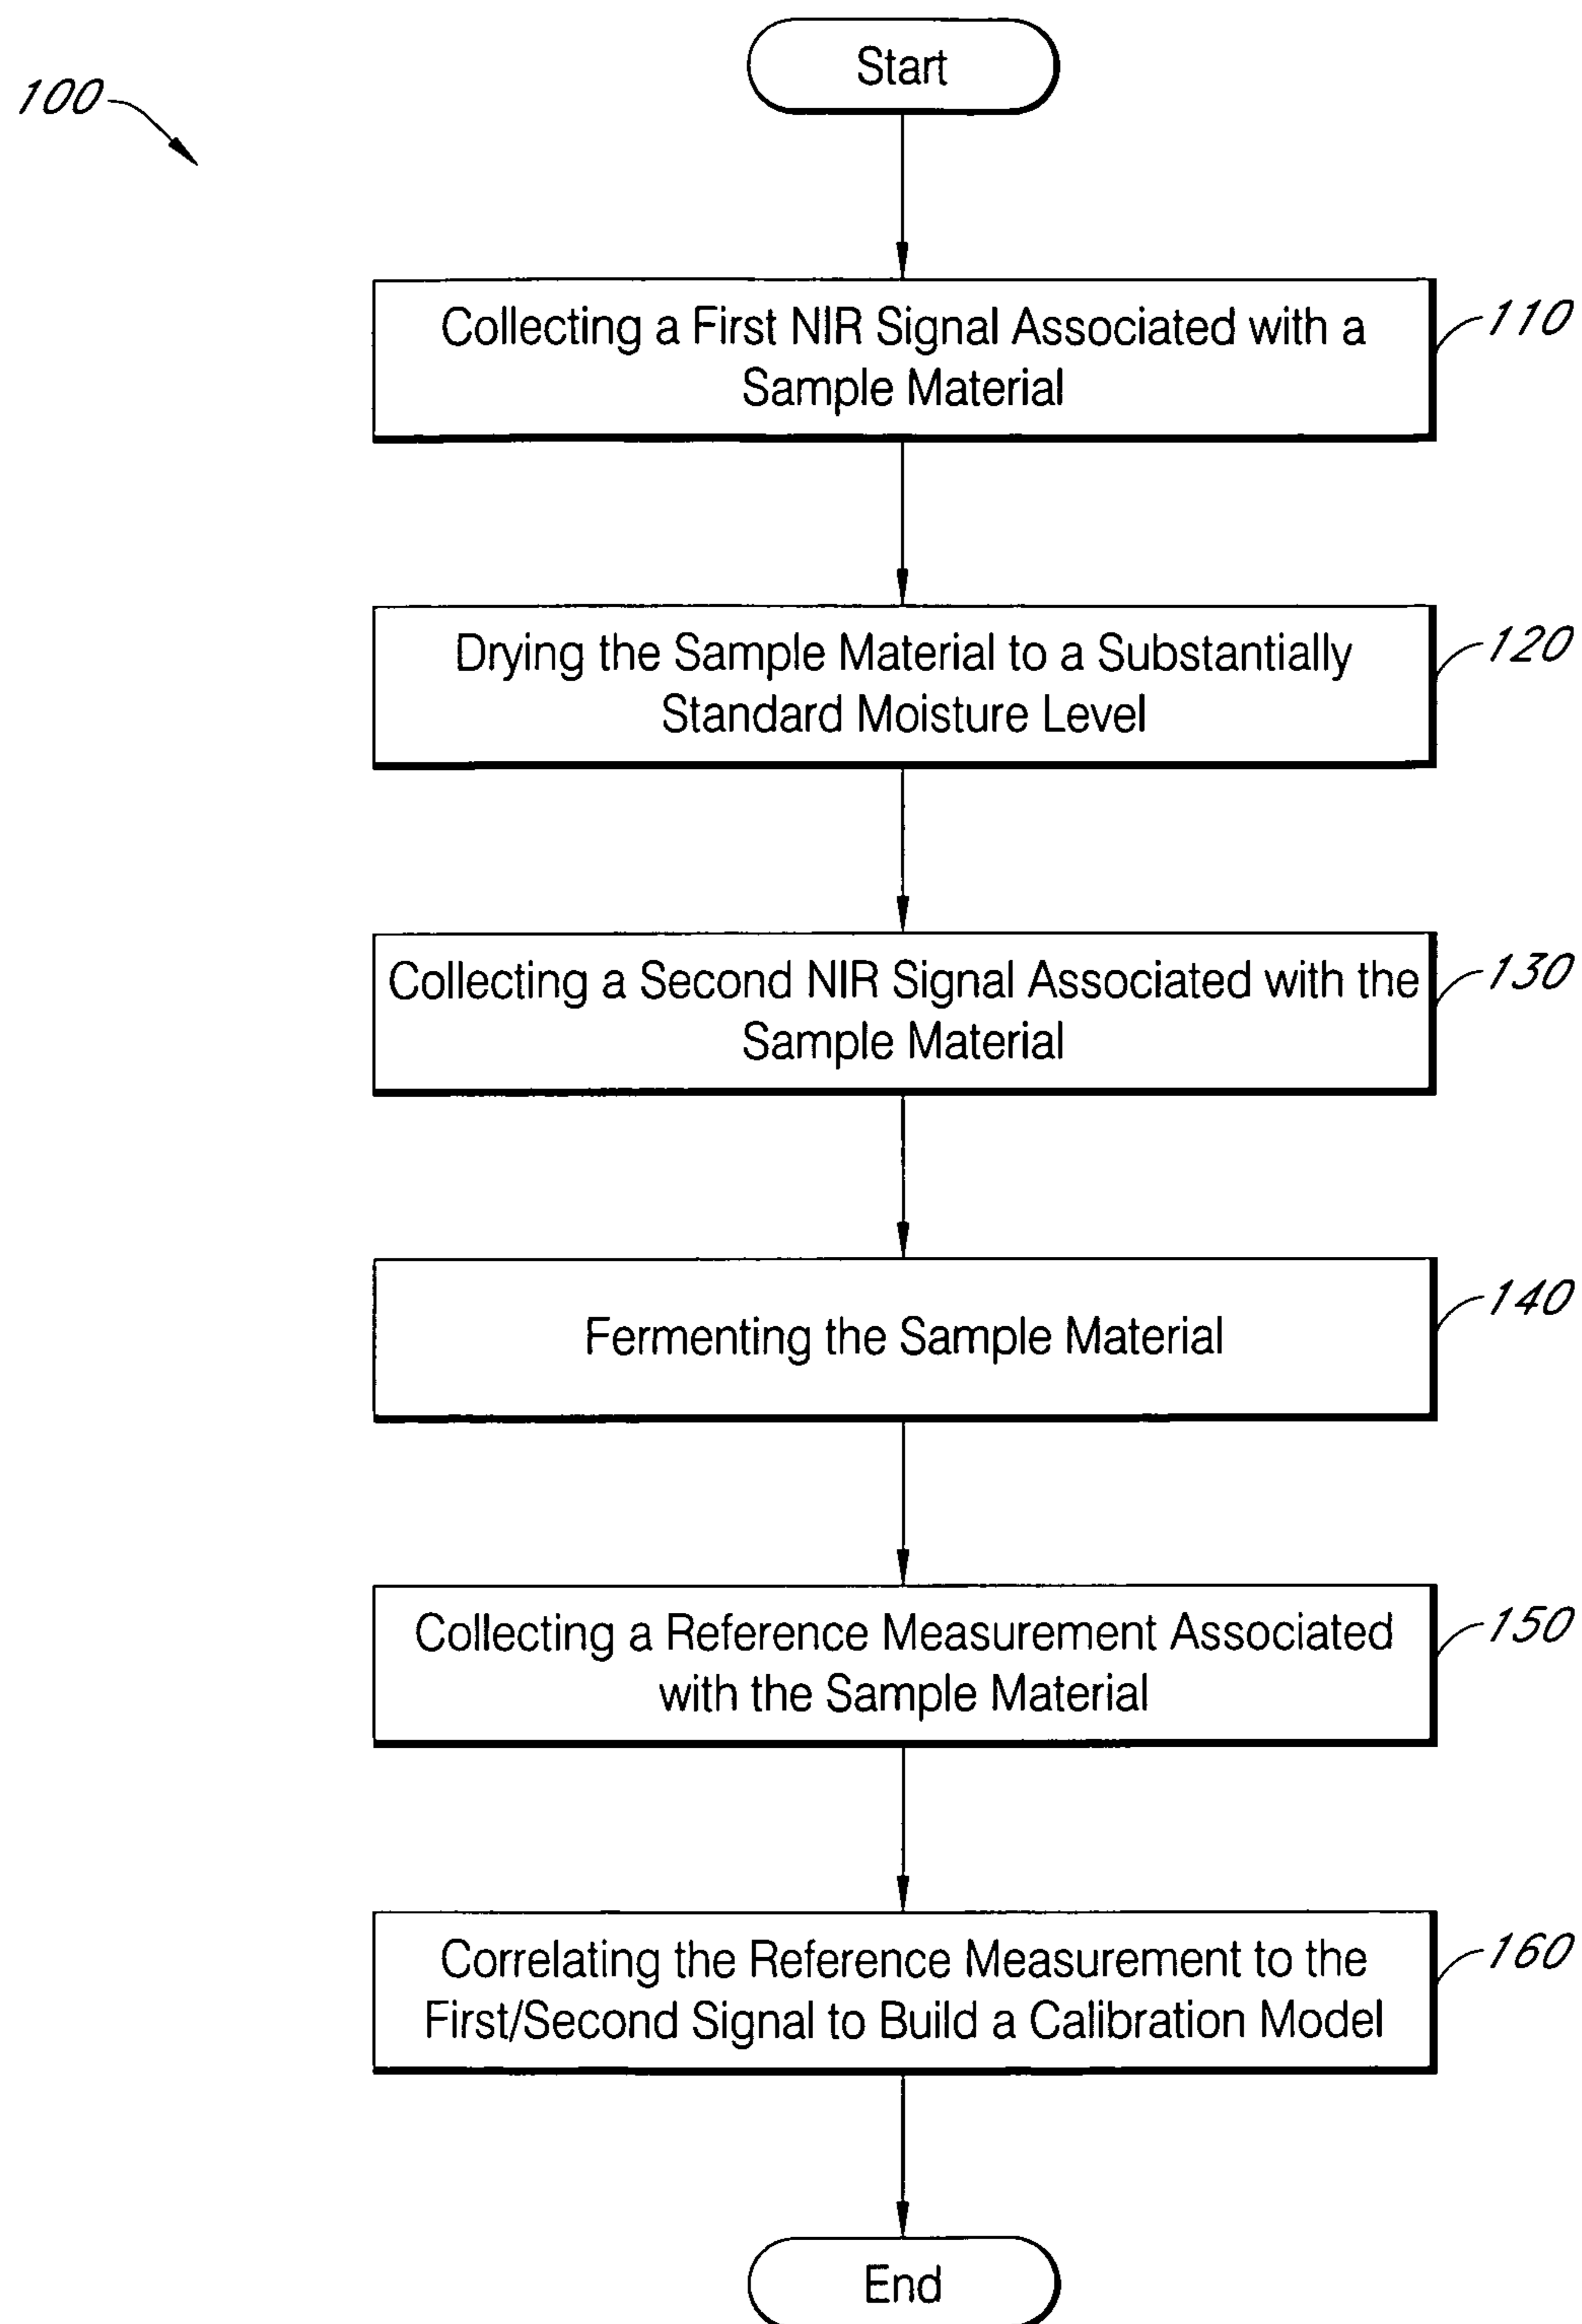 Start
100
Collecting a First NIR Signal Associated with a
Sample Material
110
Drying the Sample Material to a Substantially
Standard Moisture Level
120
Collecting a Second NIR Signal Associated with the
Sample Material
130
Fermenting the Sample Material
140
Collecting a Reference Measurement Associated
with the Sample Material
150
Correlating the Reference Measurement to the
First/Second Signal to Build a Calibration Model
160
End